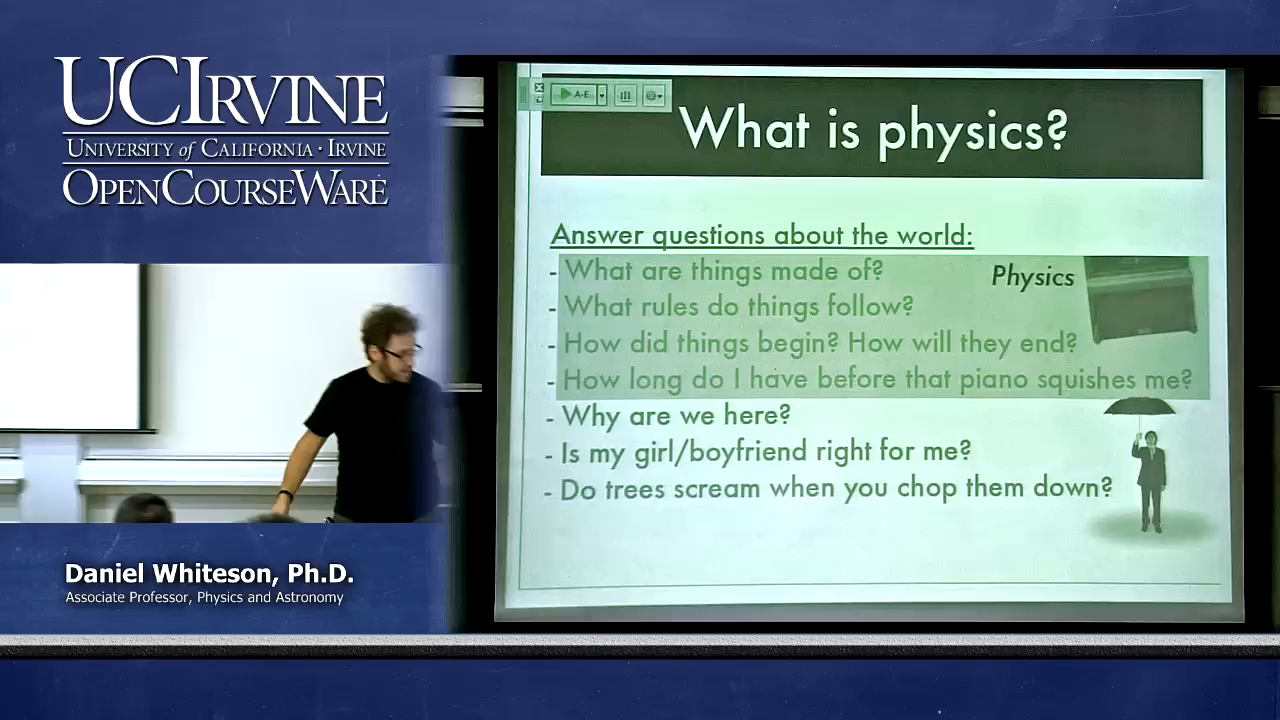 UCIRVINE
UNIVERSITY of CALIFORNIA · IRVINE
OPENCOURSEWARE
Daniel Whiteson, Ph.D.
Associate Professor, Physics and Astronomy
A-E
What is physics?
Answer questions about the world:
- What are things made of?
Physics
- What rules do things follow?
- How did things begin? How will they end?
- How long do I have before that piano squishes me?
- Why are we here?
- Is my girl/boyfriend right for me?
- Do trees scream when you chop them down?